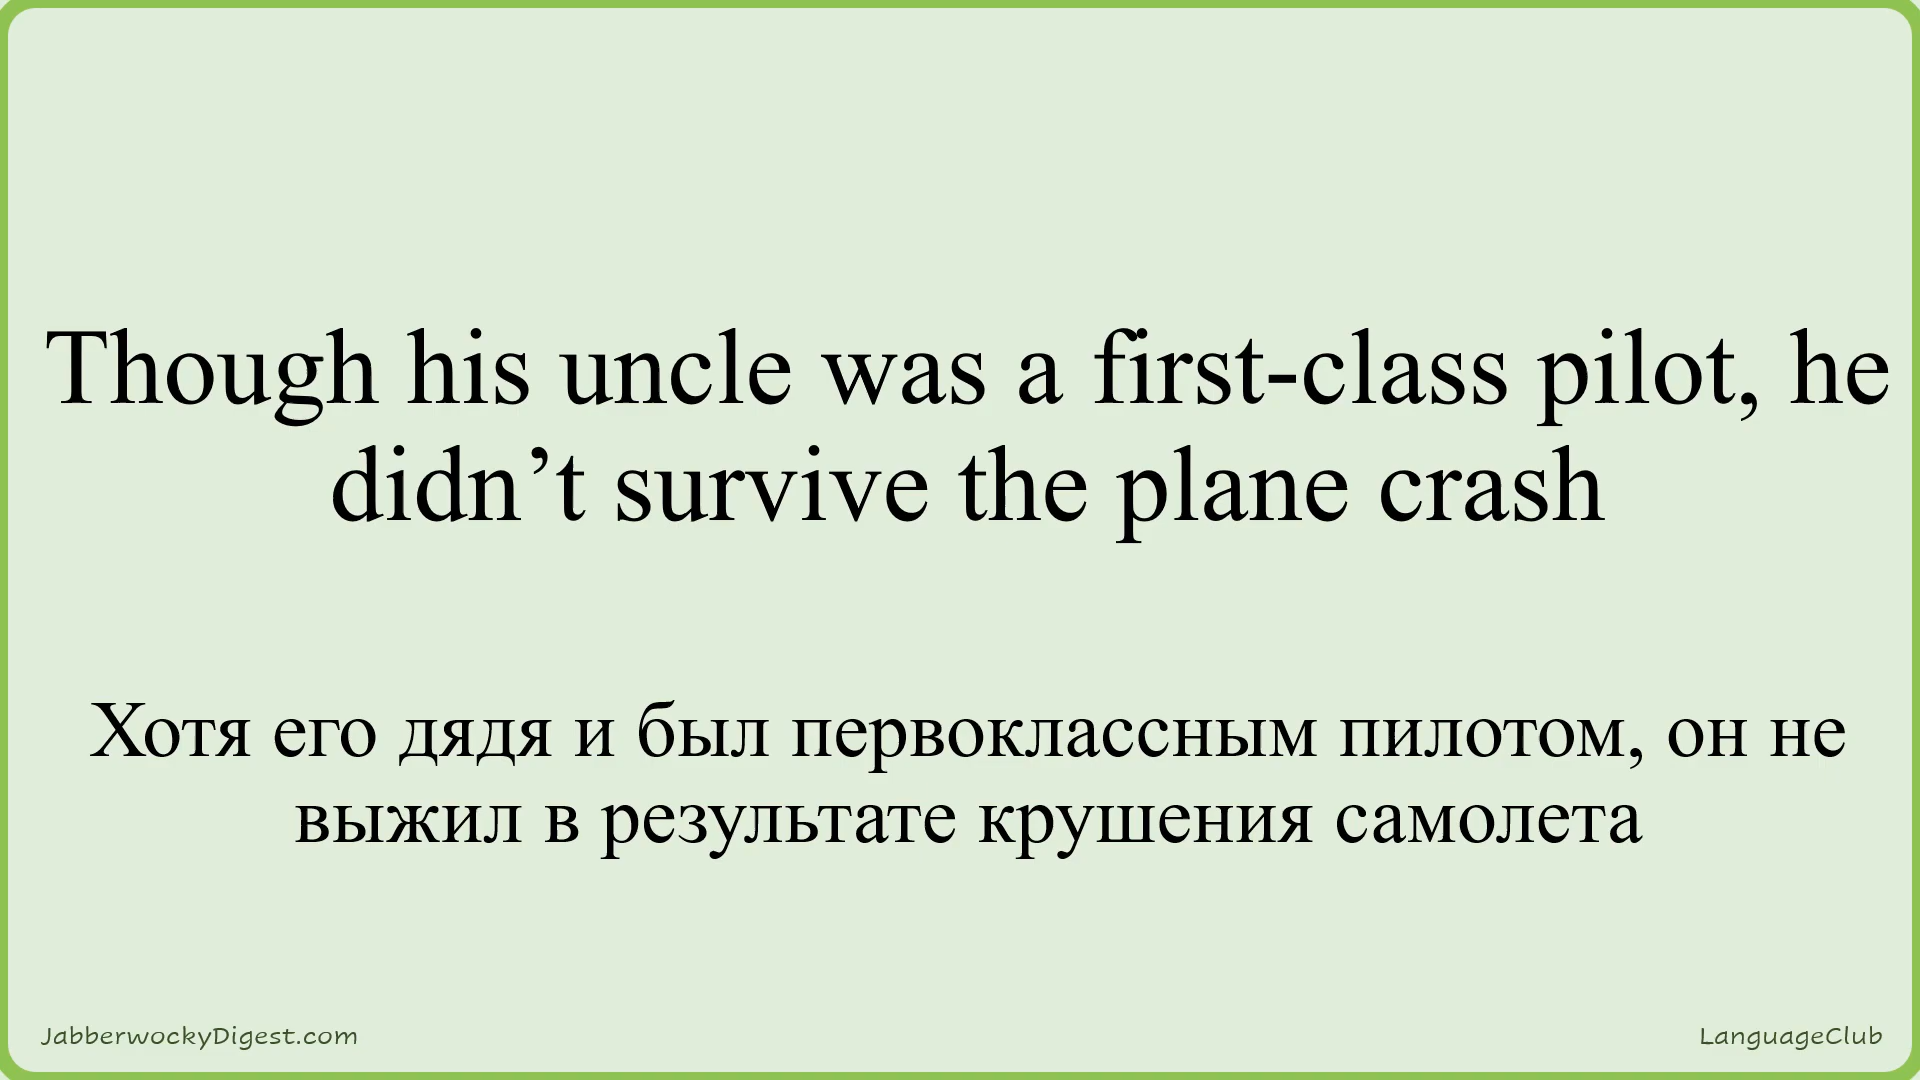 Though his uncle was a first-class pilot, he
didn’t survive the plane crash
Хотя его дядя и был первоклассным пилотом, он не
выжил в результате крушения самолета
JabberwockyDigest.com
LanguageClub